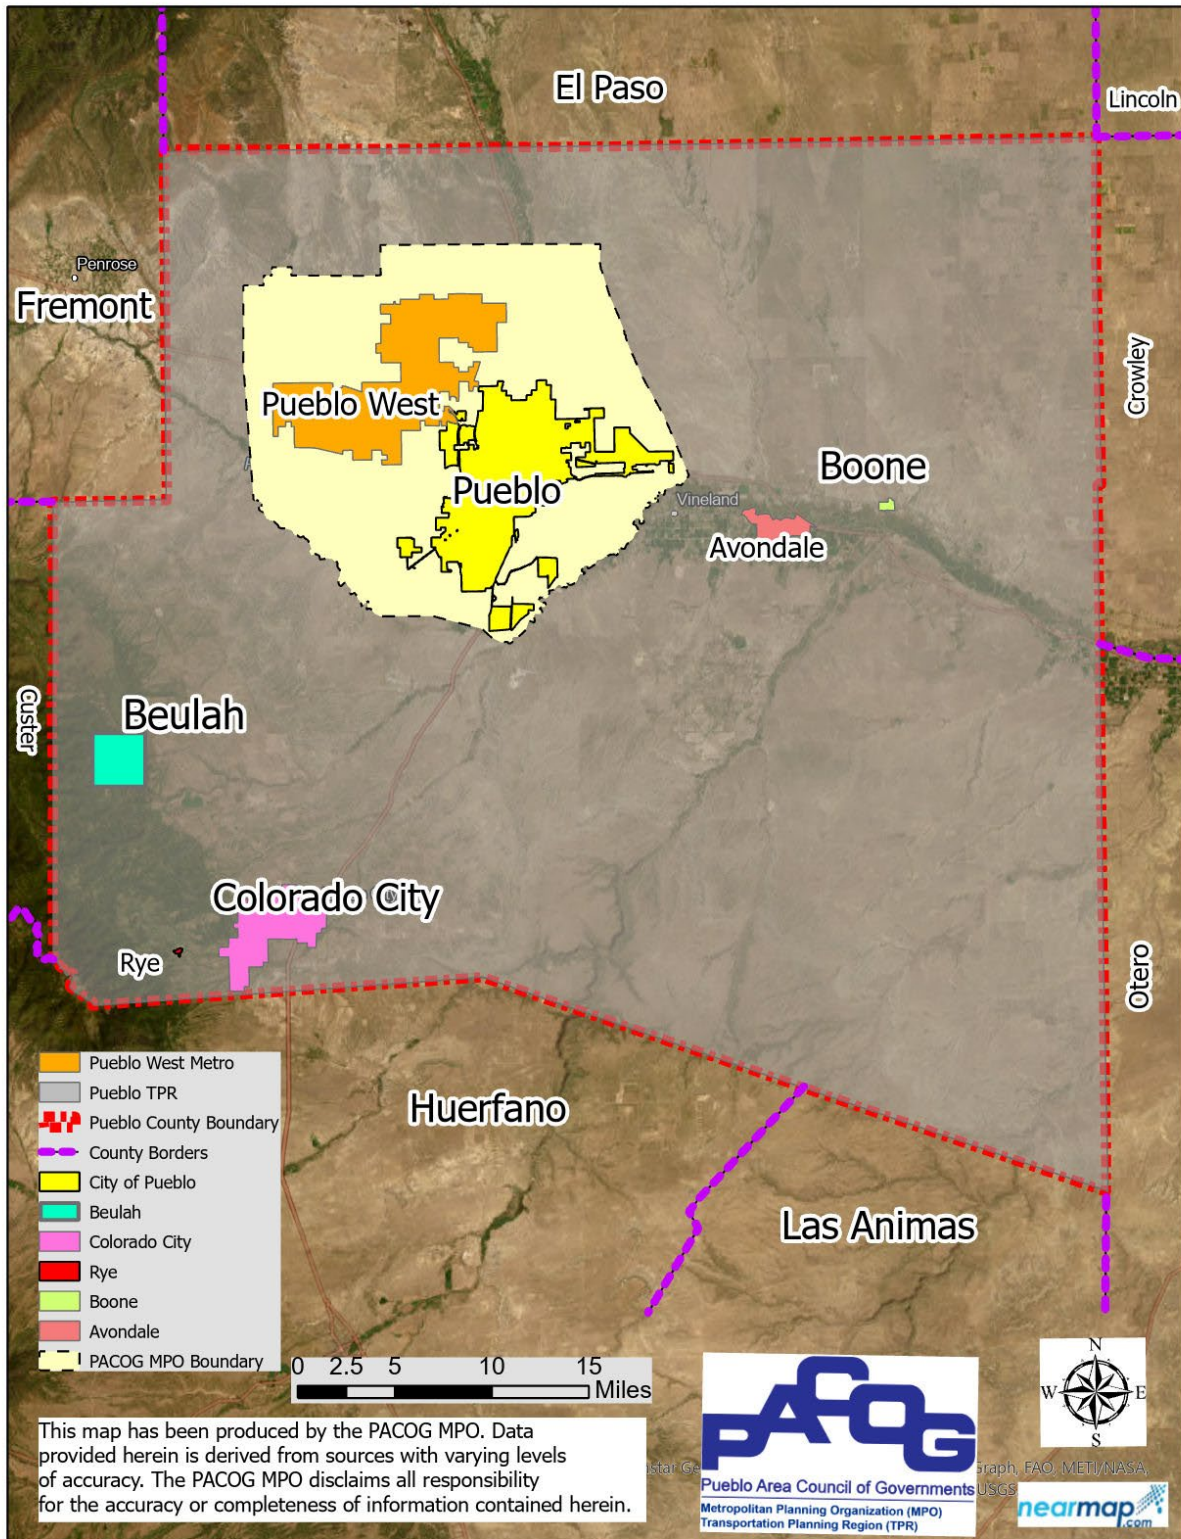 El Paso
Lincoln
Penrose
Fremont
Crowley
Pueblo West
Boone
Pueblo
Vineland
Avondale
Custer
Beulah
Colorado City
Rye
Otero
Huerfano
Las Animas
Pueblo West Metro
Pueblo TPR
Pueblo County Boundary
County Borders
City of Pueblo
Beulah
Colorado City
Rye
Boone
Avondale
PACOG MPO Boundary
0 2.5 5 10 15
Miles
N
W E
S
This map has been produced by the PACOG MPO. Data
provided herein is derived from sources with varying levels
of accuracy. The PACOG MPO disclaims all responsibility
for the accuracy or completeness of information contained herein.
PACOG
Pueblo Area Council of Governments
Metropolitan Planning Organization (MPO)
Transportation Planning Region (TPR)
FAO, METI/NASA,
USGS
nearmap
.com